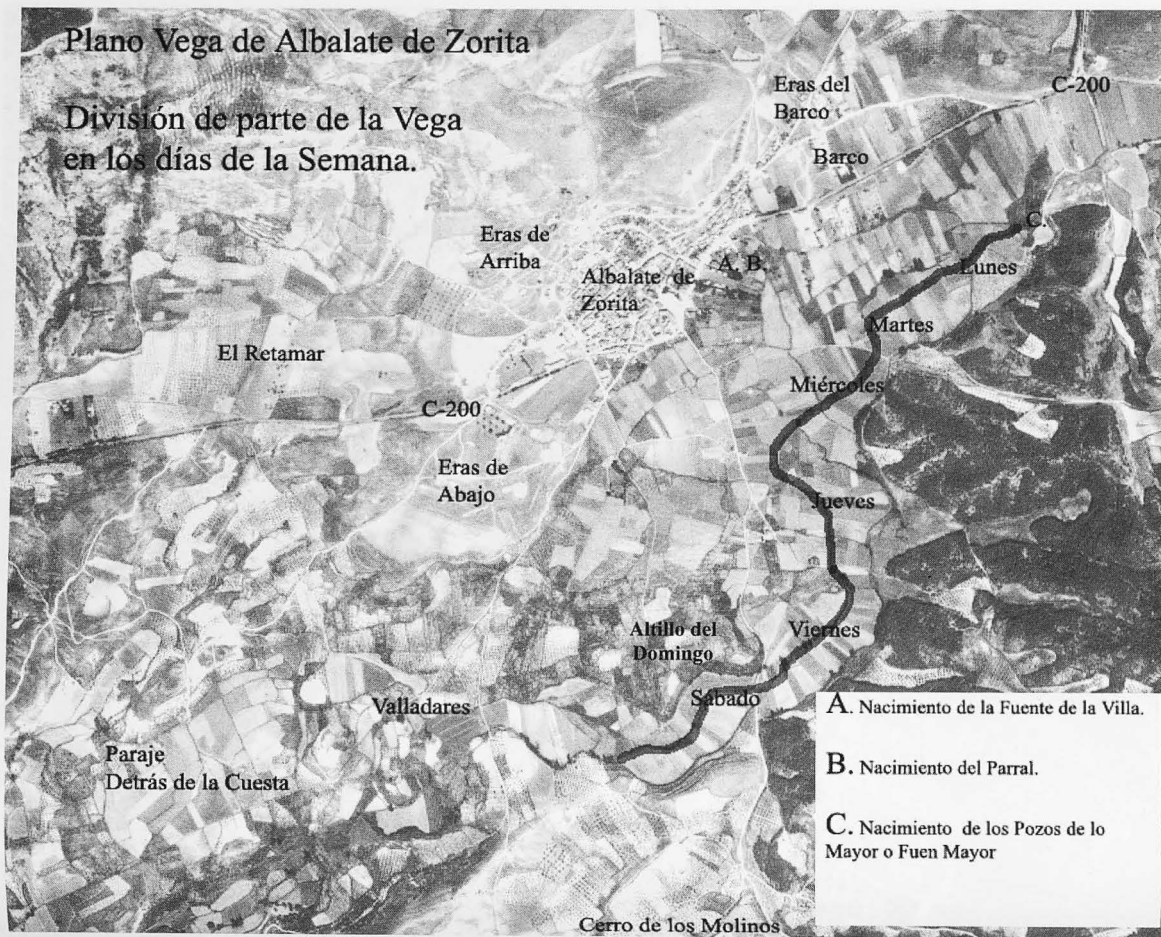 Plano Vega de Albalate de Zorita
División de parte de la Vega
en los días de la Semana.
Eras del
Barco
C-200
Barco
C.
Eras de
Arriba
A. B.
Lunes
Albalate de
Zorita
Martes
El Retamar
Miércoles
C-200
Eras de
Abajo
Jueves
Altillo del
Domingo
Viernes
Sábado
Valladares
Paraje
Detrás de la Cuesta
A. Nacimiento de la Fuente de la Villa.
B. Nacimiento del Parral.
C. Nacimiento de los Pozos de lo
Mayor o Fuen Mayor
Cerro de los Molinos